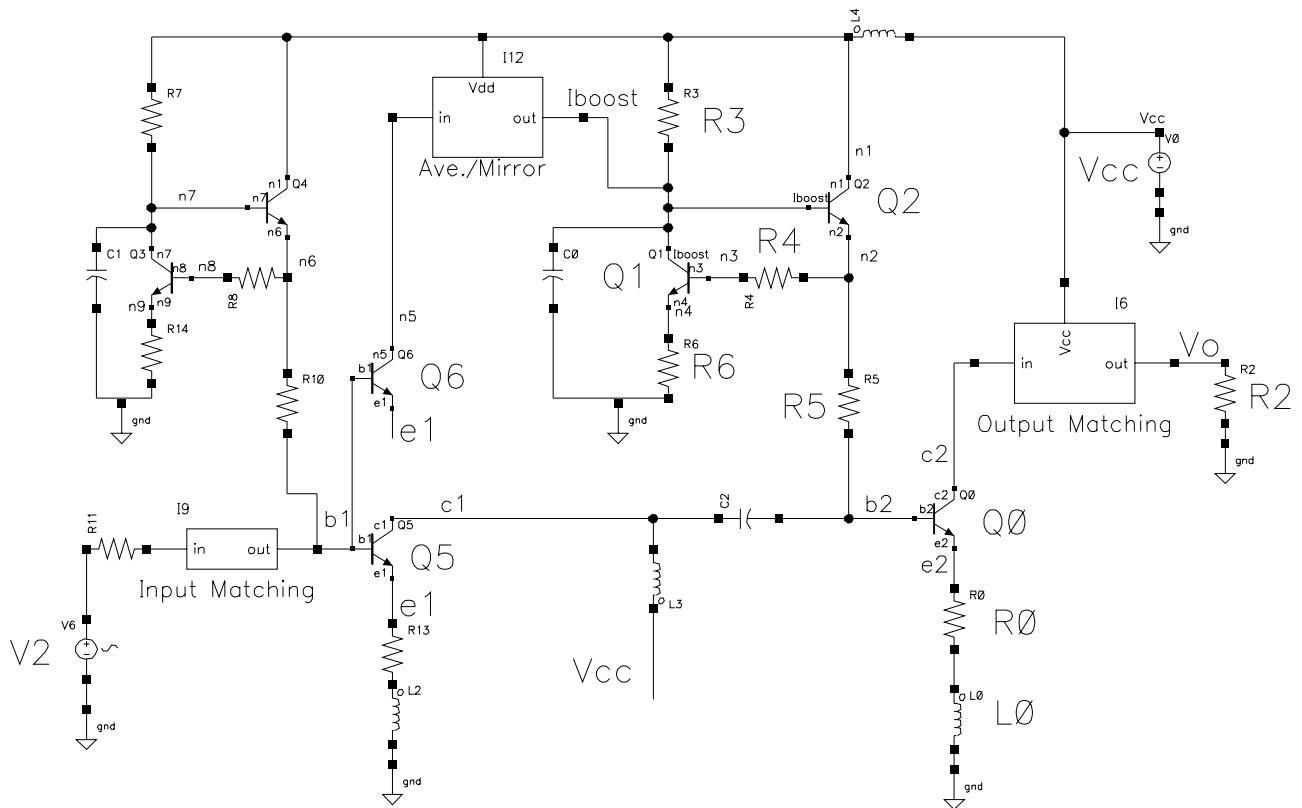 L4
I12
R7
Vdd
Iboost
R3
R3
in
out
Vcc
V0
Vcc
gnd
Ave./Mirror
n1
n7
n1
Q4
n7
n6
n1
Q2
Iboost
n2
Q2
C1
Q3
n7
n8
n8
n9
n9
R8
n6
R14
gnd
C0
Q1
Q1
Iboost
n3
n3
n4
n4
R4
R4
n2
R6
R6
gnd
I6
Vcc
in
out
Output Matching
Vo
R2
R2
gnd
n5
n5
Q6
b1
e1
Q6
e1
R10
R5
R5
c2
I9
R11
in
out
Input Matching
b1
c1
Q5
b1
e1
Q5
c1
C2
b2
c2
Q0
b2
e2
Q0
e2
e1
R13
L3
Vcc
R0
R0
V2
V6
gnd
L2
gnd
L0
L0
gnd